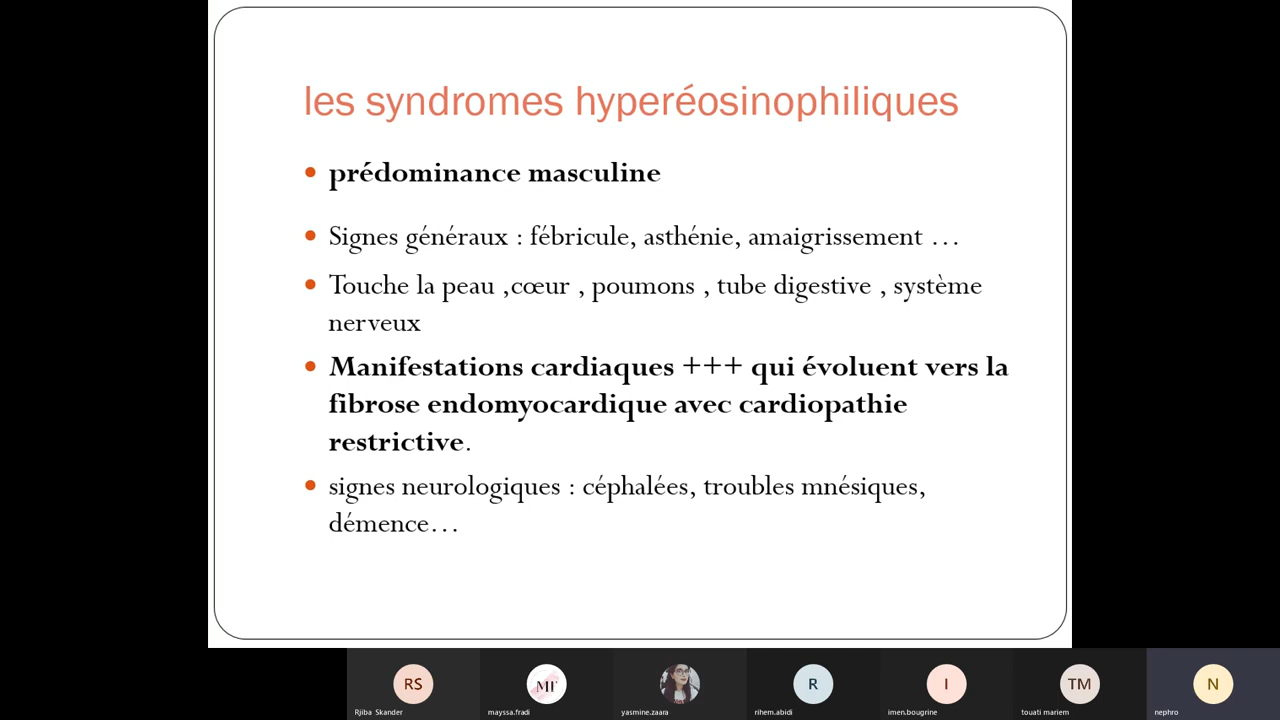 les syndromes hyperéosinophiliques
• prédominance masculine
• Signes généraux : fébricule, asthénie, amaigrissement …
• Touche la peau ,cœur , poumons , tube digestive , système
nerveux
• Manifestations cardiaques +++ qui évoluent vers la
fibrose endomyocardique avec cardiopathie
restrictive.
• signes neurologiques : céphalées, troubles mnésiques,
démence…
RS
MF
R
I
TM
N
Rjiba Skander
mayssa.fradi
yasmine.zaara
rihem.abidi
imen.bougrine
touati mariem
nephro